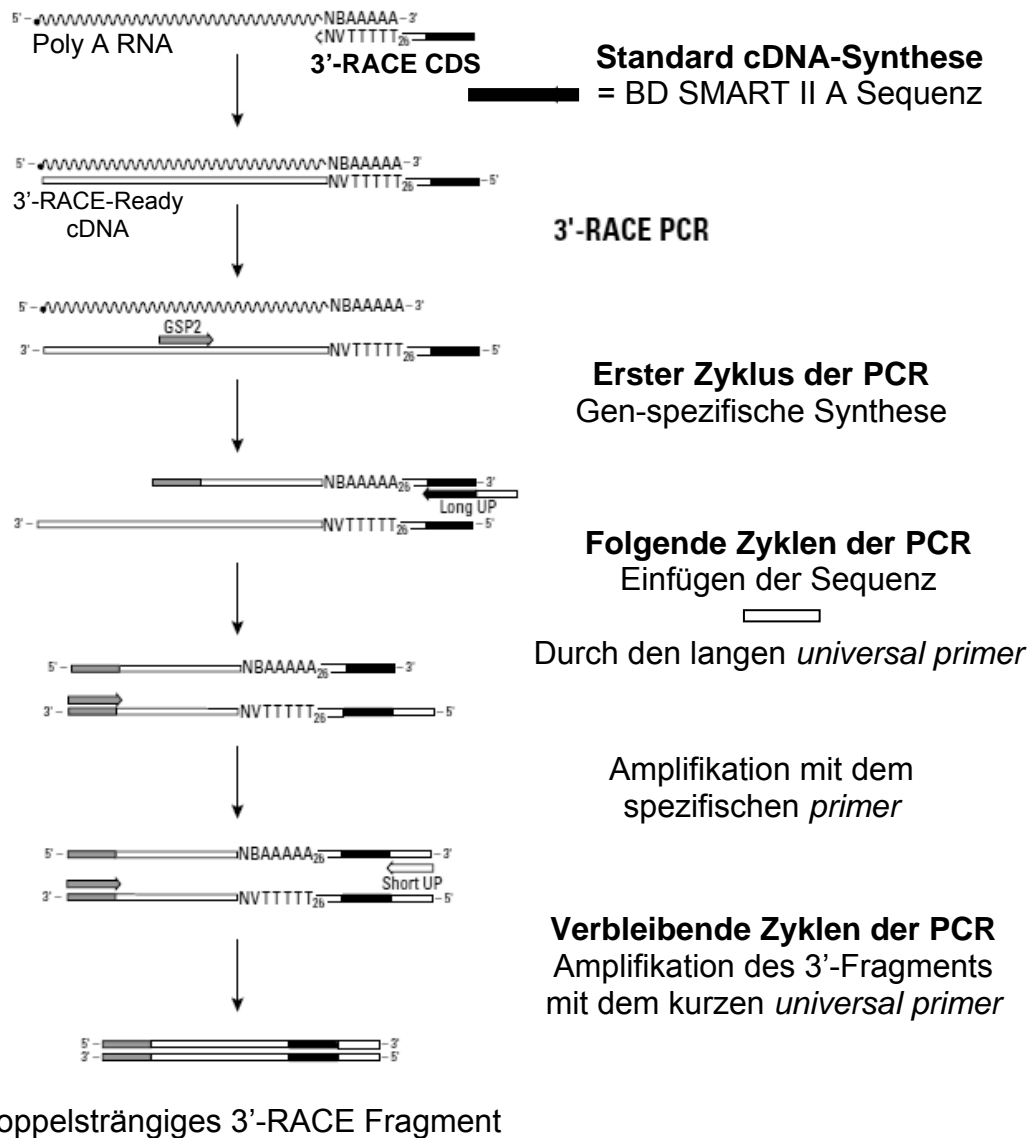 5' – NBAAAAA–3'
Poly A RNA
NVTTTTT26
3’-RACE CDS
Standard cDNA-Synthese
= BD SMART II A Sequenz
5' – NBAAAAA–3'
NVTTTTT26 –5'
3’-RACE-Ready
cDNA
3'-RACE PCR
5' – NBAAAAA–3'
GSP2
3' – NVTTTTT26 –5'
Erster Zyklus der PCR
Gen-spezifische Synthese
NBAAAAA26 –3'
Long UP
3' – NVTTTTT26 –5'
Folgende Zyklen der PCR
Einfügen der Sequenz
Durch den langen universal primer
5' – NBAAAAA26 –3'
3' – NVTTTTT26 –5'
Amplifikation mit dem
spezifischen primer
5' – NBAAAAA26 –3'
Short UP
3' – NVTTTTT26 –5'
Verbleibende Zyklen der PCR
Amplifikation des 3’-Fragments
mit dem kurzen universal primer
5' – –3'
3' – –5'
oppelsträngiges 3’-RACE Fragment